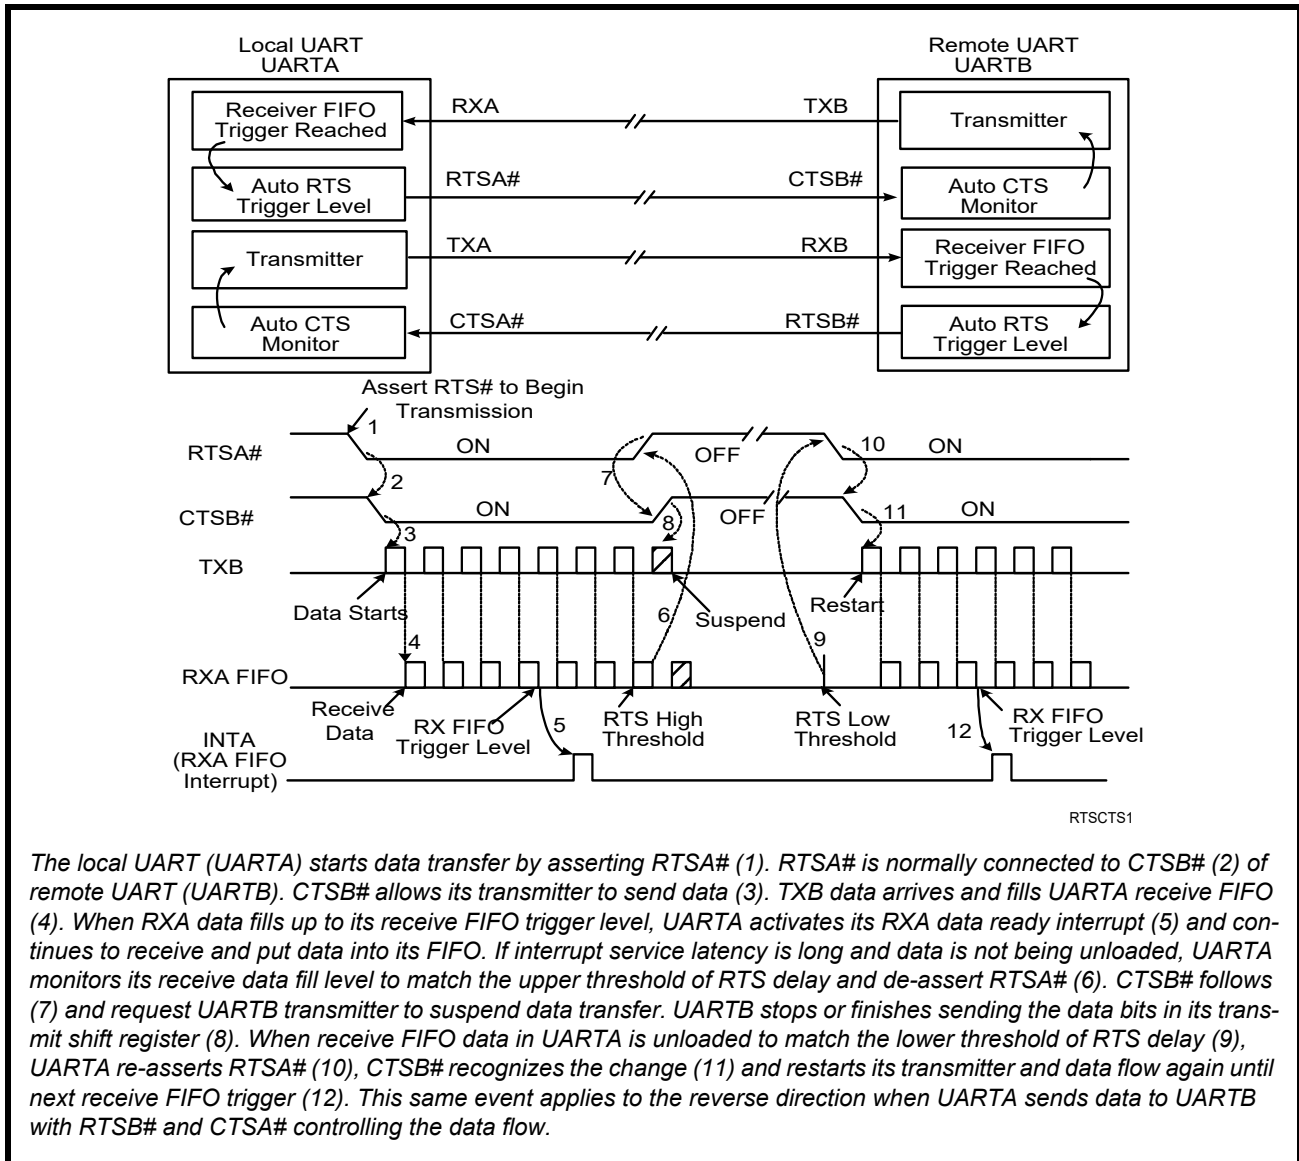 Local UART
UARTA
Remote UART
UARTB
Receiver FIFO
Trigger Reached
RXA
TXB
Transmitter
Auto RTS
Trigger Level
RTSA#
CTSB#
Auto CTS
Monitor
Transmitter
TXA
RXB
Receiver FIFO
Trigger Reached
Auto CTS
Monitor
CTSA#
RTSB#
Auto RTS
Trigger Level
Assert RTS# to Begin
Transmission
RTSA#
1
ON
OFF
10
ON
2
7
CTSB#
ON
OFF
11
ON
3
8
TXB
Data Starts
6
Suspend
Restart
4
9
RXA FIFO
Receive
Data
RX FIFO
Trigger Level
5
RTS High
Threshold
RTS Low
Threshold
12
RX FIFO
Trigger Level
INTA
(RXA FIFO
Interrupt)
RTSCTS1
The local UART (UARTA) starts data transfer by asserting RTSA# (1). RTSA# is normally connected to CTSB# (2) of
remote UART (UARTB). CTSB# allows its transmitter to send data (3). TXB data arrives and fills UARTA receive FIFO
(4). When RXA data fills up to its receive FIFO trigger level, UARTA activates its RXA data ready interrupt (5) and con-
tinues to receive and put data into its FIFO. If interrupt service latency is long and data is not being unloaded, UARTA
monitors its receive data fill level to match the upper threshold of RTS delay and de-assert RTSA# (6). CTSB# follows
(7) and request UARTB transmitter to suspend data transfer. UARTB stops or finishes sending the data bits in its trans-
mit shift register (8). When receive FIFO data in UARTA is unloaded to match the lower threshold of RTS delay (9),
UARTA re-asserts RTSA# (10), CTSB# recognizes the change (11) and restarts its transmitter and data flow again until
next receive FIFO trigger (12). This same event applies to the reverse direction when UARTA sends data to UARTB
with RTSB# and CTSA# controlling the data flow.